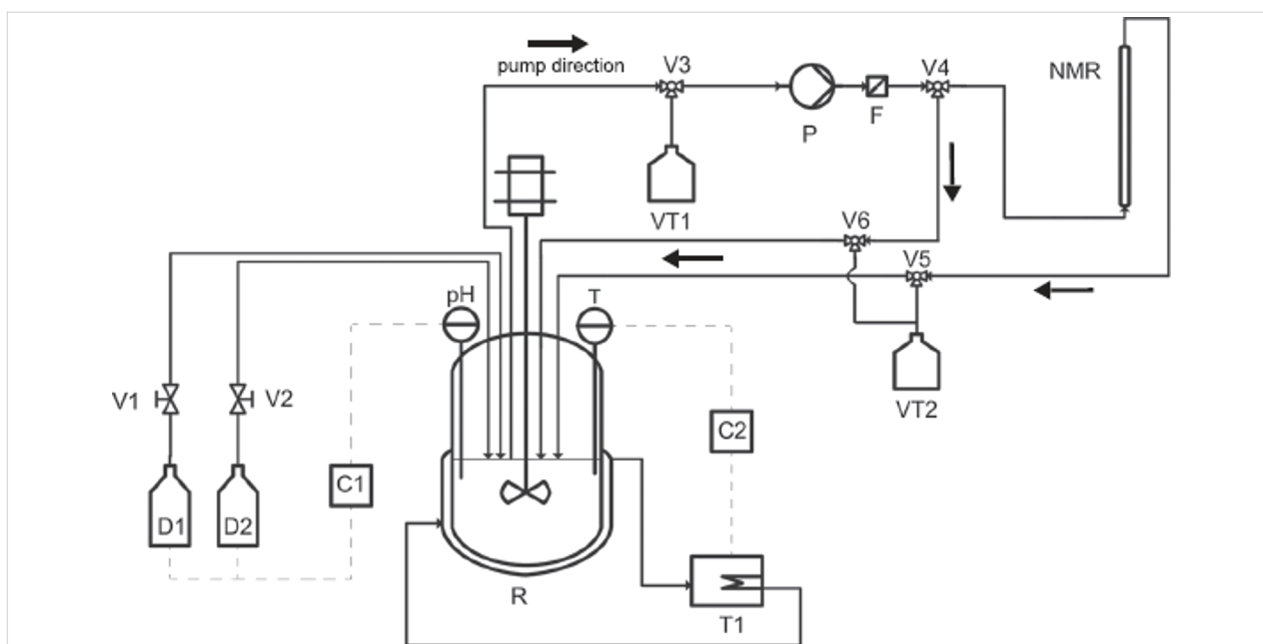 pump direction
V3
V4
NMR
P
F
VT1
V6
V5
pH
T
V1
V2
VT2
C2
C1
D1
D2
R
T1